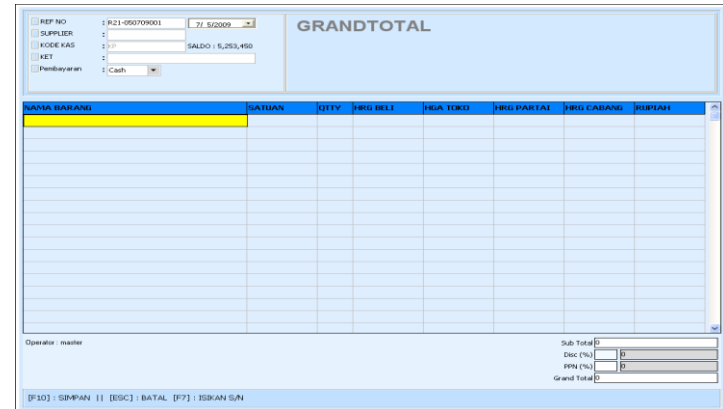 REF NO : R21-050709001 7/ 5/2009 GRANDTOTAL
SUPPLIER :
KODE KAS : KP SALDO : 5,253,450
KET :
Pembayaran : Cash
NAMA BARANG SATUAN QTTY HRG BELI HGA TOKO HRG PARTAI HRG CABANG RUPIAH
Operator : master Sub Total 0
Disc (%) 0
PPN (%) 0
Grand Total 0
[F10] : SIMPAN || [ESC] : BATAL [F7] : ISIKAN S/N